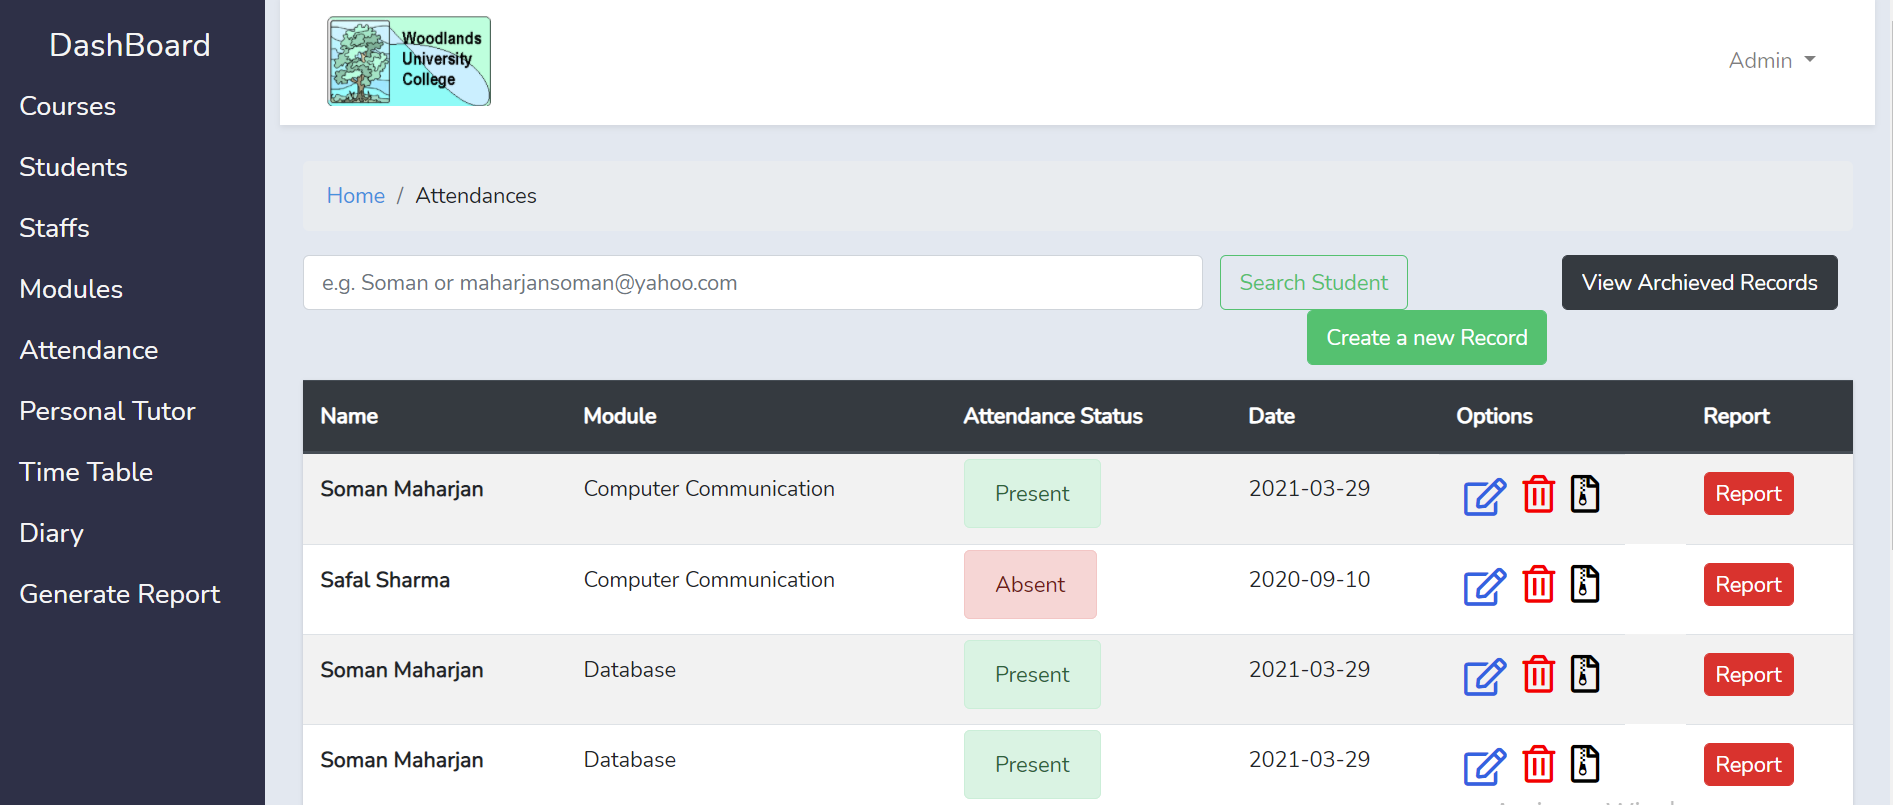 DashBoard
Courses
Students
Staffs
Modules
Attendance
Personal Tutor
Time Table
Diary
Generate Report
Woodlands
University
College
Admin
Home / Attendances
e.g. Soman or maharjansoman@yahoo.com
Search Student
View Archieved Records
Create a new Record
Name Module Attendance Status Date Options Report
Soman Maharjan Computer Communication Present 2021-03-29 Report
Safal Sharma Computer Communication Absent 2020-09-10 Report
Soman Maharjan Database Present 2021-03-29 Report
Soman Maharjan Database Present 2021-03-29 Report